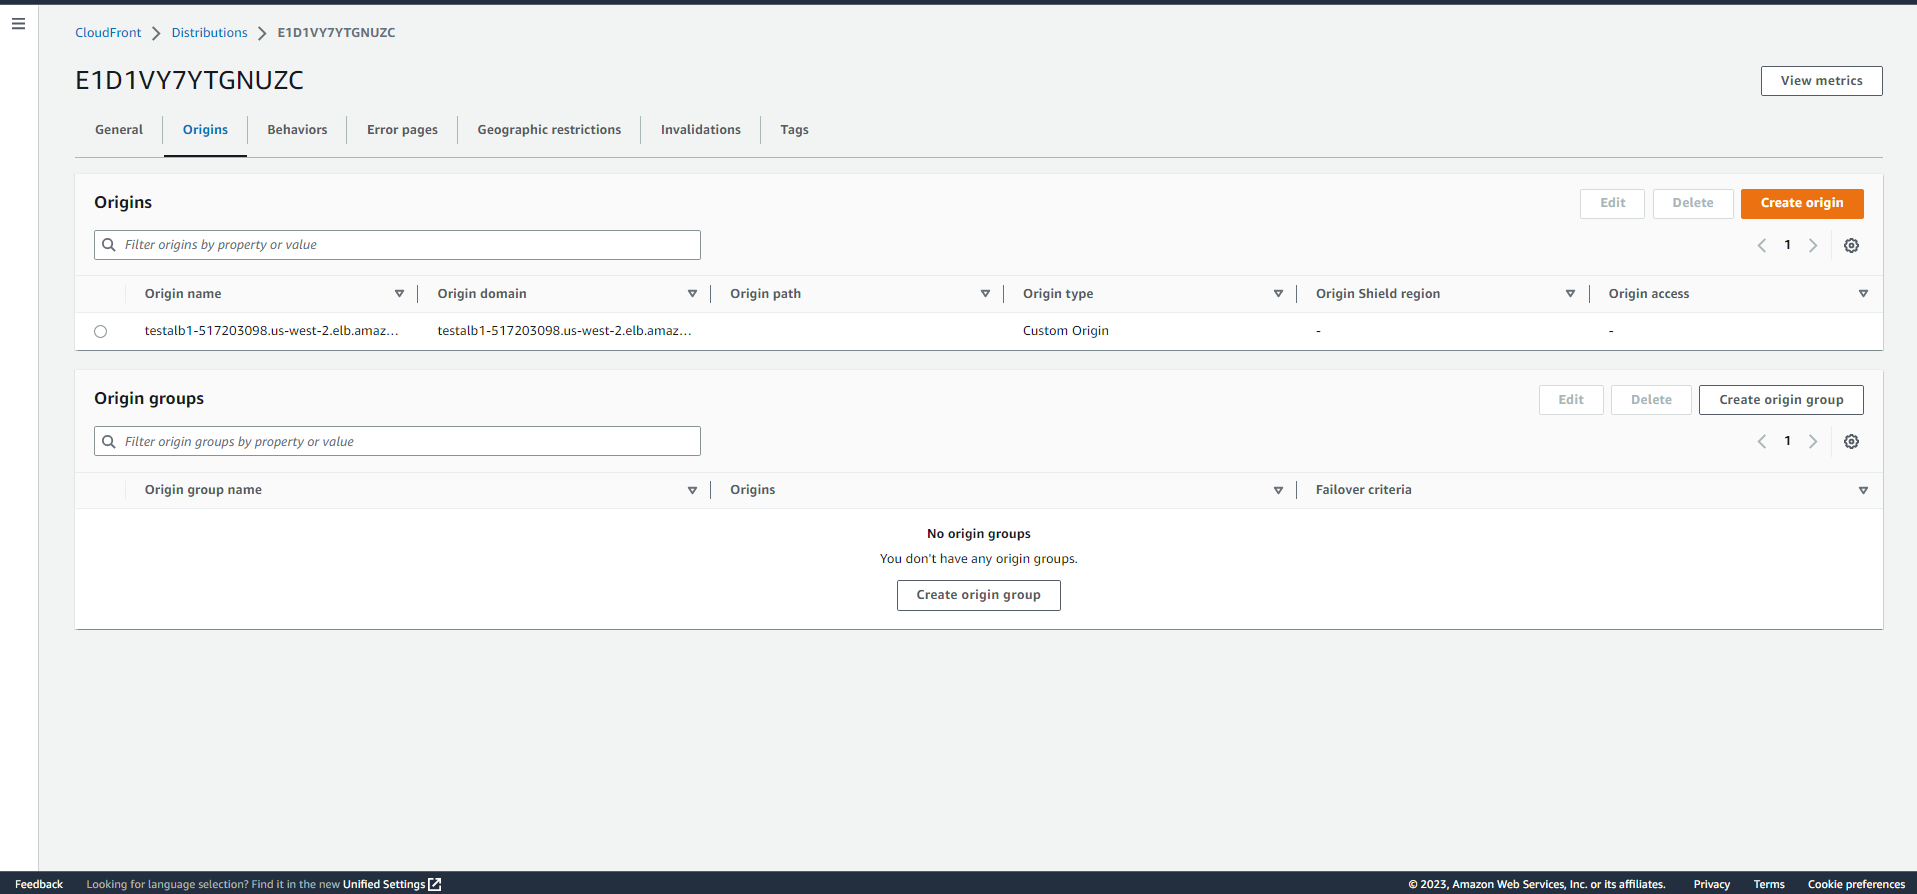 CloudFront > Distributions > E1D1VY7YTGNUZC
E1D1VY7YTGNUZC
View metrics
General Origins Behaviors Error pages Geographic restrictions Invalidations Tags
Origins
Edit Delete Create origin
Filter origins by property or value
1
Origin name Origin domain Origin path Origin type Origin Shield region Origin access
testalb1-517203098.us-west-2.elb.amaz... testalb1-517203098.us-west-2.elb.amaz... Custom Origin - -
Origin groups
Edit Delete Create origin group
Filter origin groups by property or value
1
Origin group name Origins Failover criteria
No origin groups
You don't have any origin groups.
Create origin group
Feedback Looking for language selection? Find it in the new Unified Settings © 2023, Amazon Web Services, Inc. or its affiliates. Privacy Terms Cookie preferences